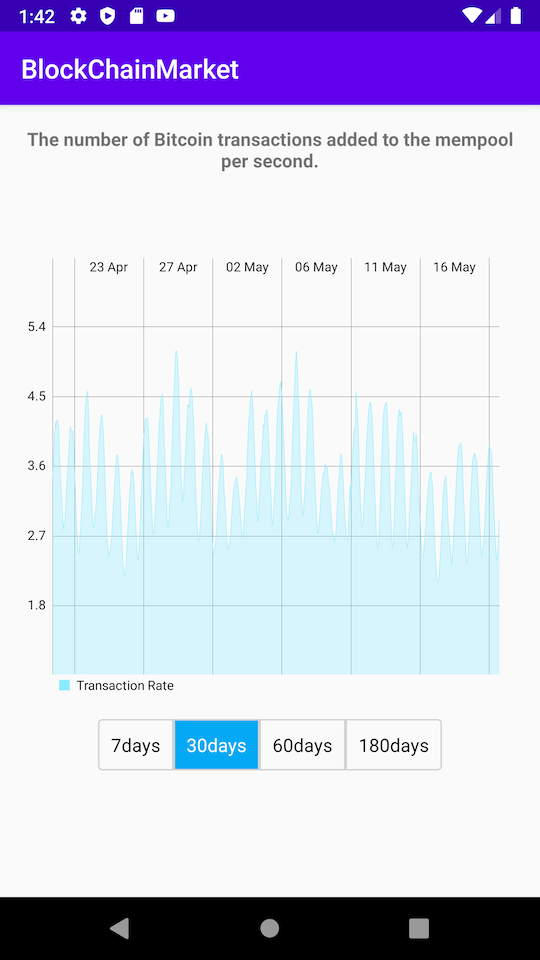 1:42
BlockChainMarket
The number of Bitcoin transactions added to the mempool
per second.
23 Apr 27 Apr 02 May 06 May 11 May 16 May
5.4
4.5
3.6
2.7
1.8
Transaction Rate
7days 30days 60days 180days